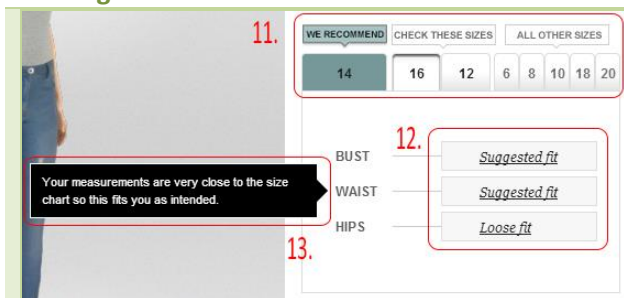 11.
WE RECOMMEND CHECK THESE SIZES ALL OTHER SIZES
14 16 12 6 8 10 18 20
12.
BUST Suggested fit
Your measurements are very close to the size
chart so this fits you as intended.
WAIST Suggested fit
HIPS Loose fit
13.